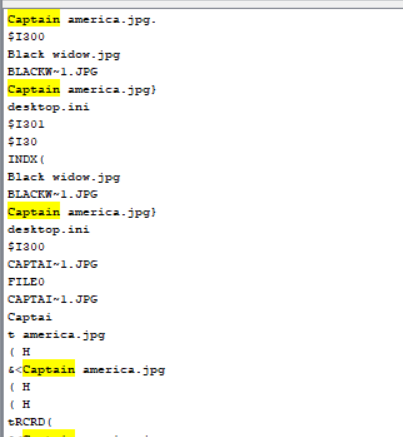 Captain america.jpg.
$I300
Black widow.jpg
BLACKW~1.JPG
Captain america.jpg}
desktop.ini
$I301
$I30
INDX(
Black widow.jpg
BLACKW~1.JPG
Captain america.jpg}
desktop.ini
$I300
CAPTAI~1.JPG
FILE0
CAPTAI~1.JPG
Captai
t america.jpg
( H
&<Captain america.jpg
( H
( H
tRCRD(